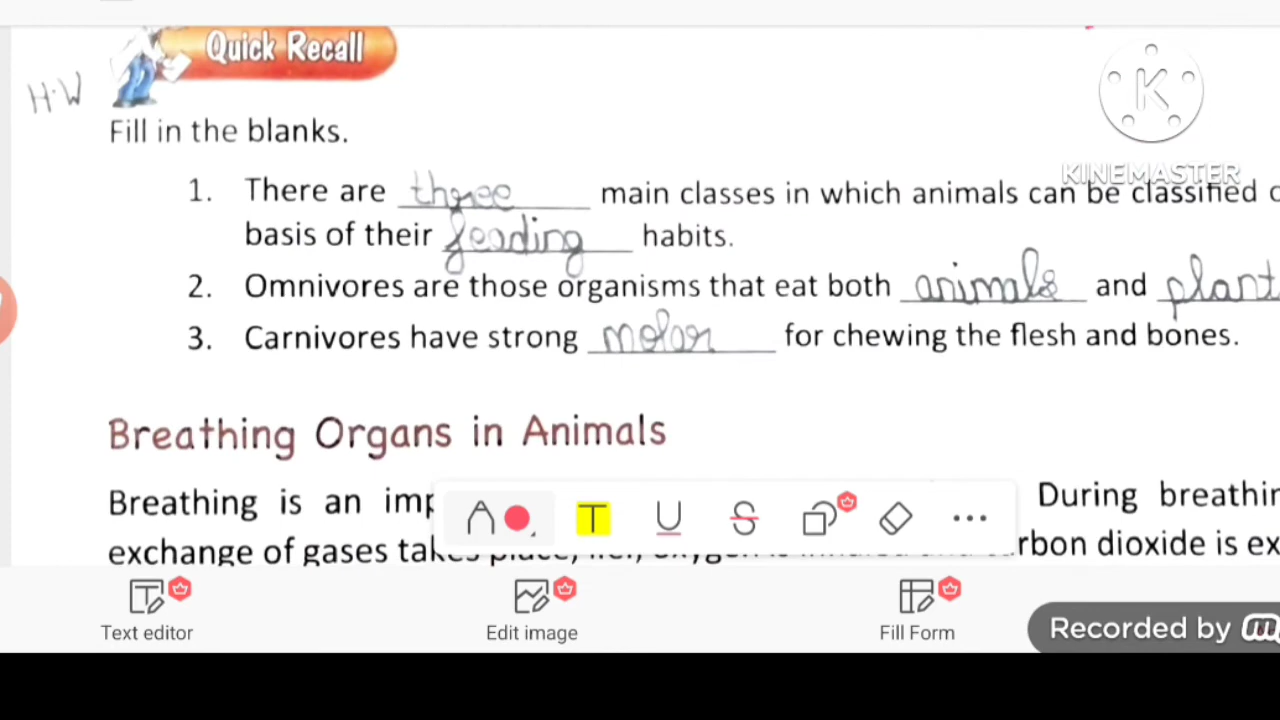 Quick Recall
H.W
KINEMASTER
Fill in the blanks.
1. There are three main classes in which animals can be classified
basis of their feading habits.
2. Omnivores are those organisms that eat both animals and plant
3. Carnivores have strong molar for chewing the flesh and bones.
Breathing Organs in Animals
Breathing is an imp During breathin
exchange of gases takes place, i.e., oxygen is carbon dioxide is ex
Text editor
Edit image
Fill Form
Recorded by